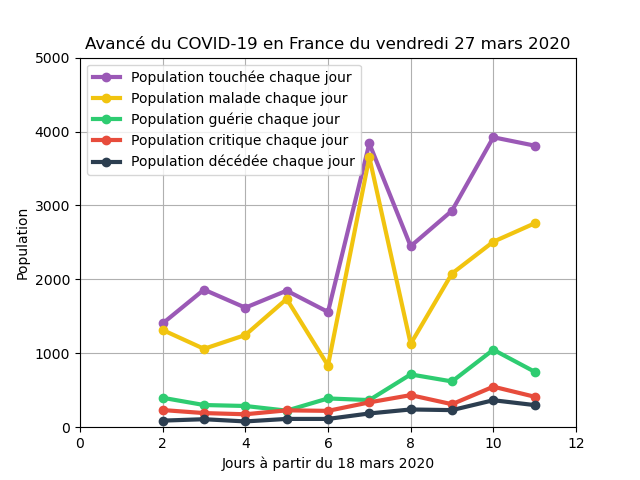 Avancé du COVID-19 en France du vendredi 27 mars 2020
5000
4000
3000
2000
1000
0
Population
Population touchée chaque jour
Population malade chaque jour
Population guérie chaque jour
Population critique chaque jour
Population décédée chaque jour
0 2 4 6 8 10 12
Jours à partir du 18 mars 2020